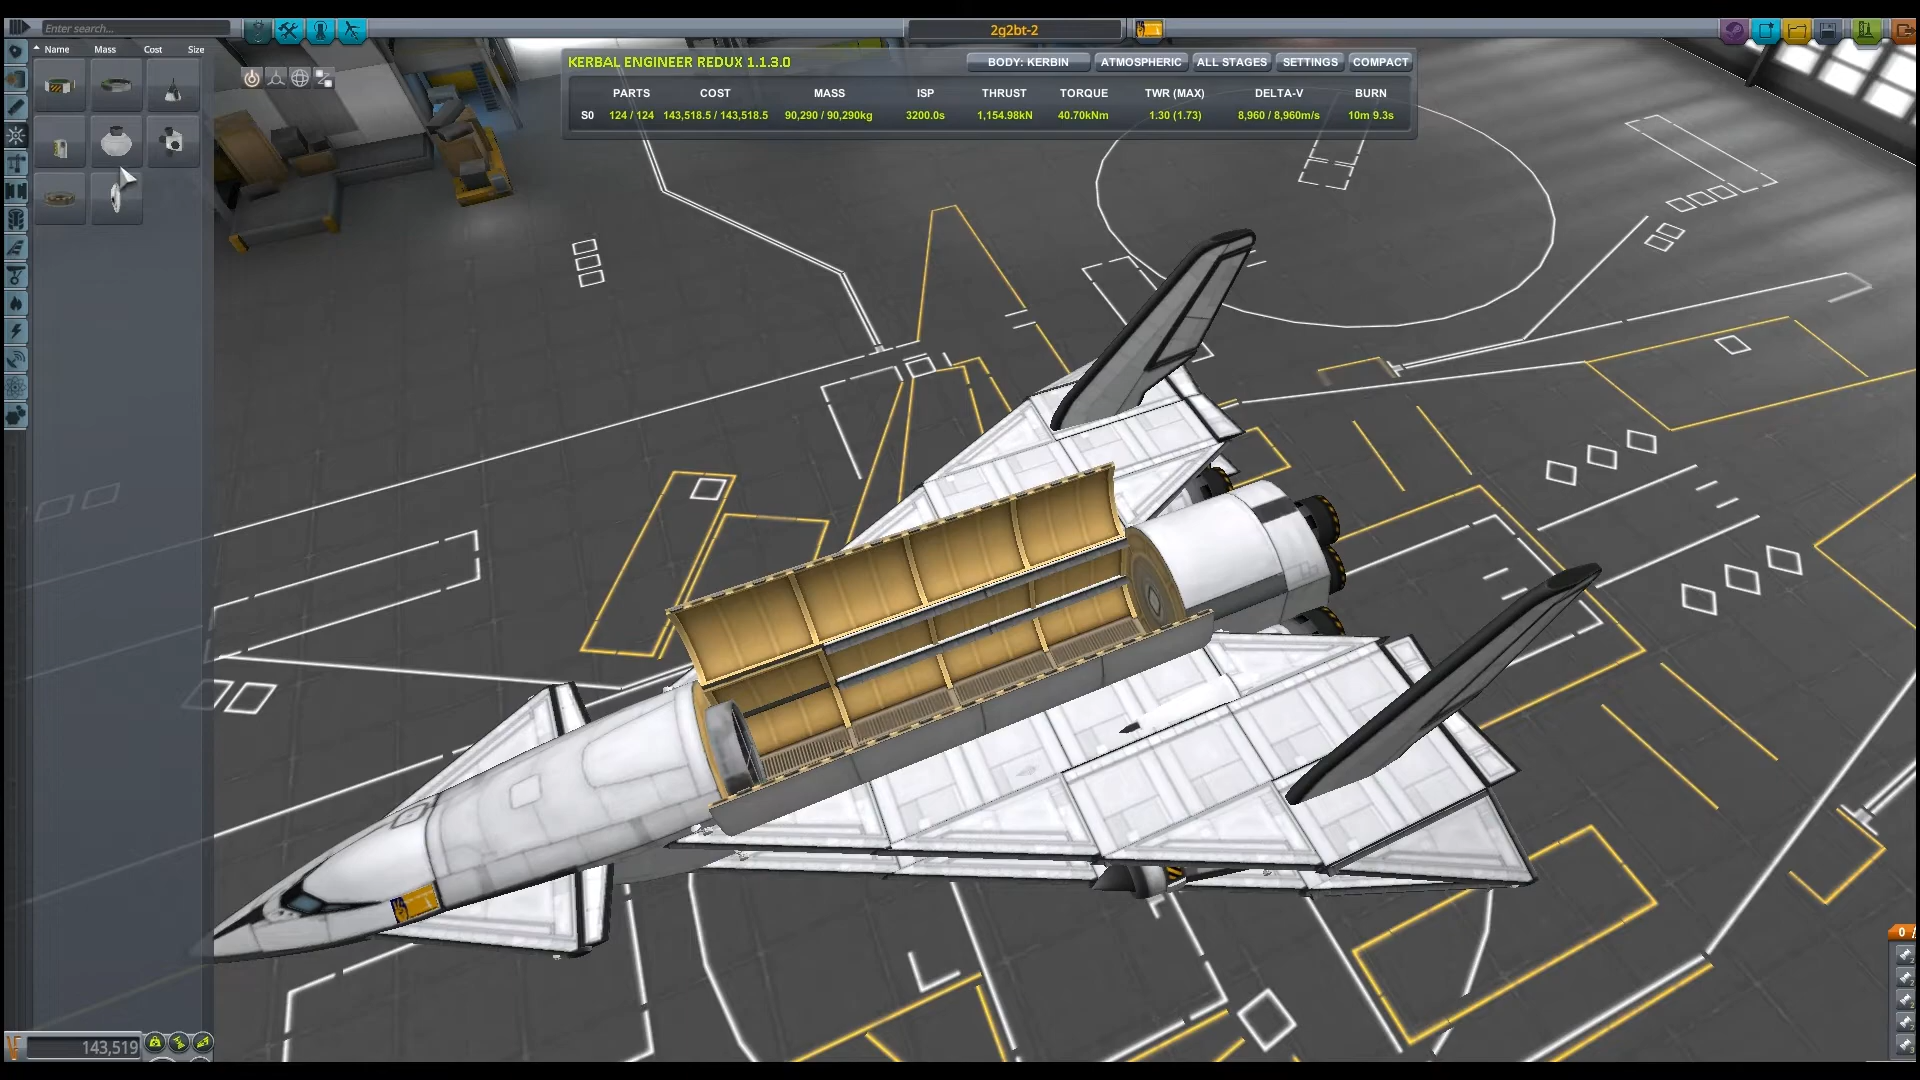 Enter search...
2g2bt-2
Name Mass Cost Size
KERBAL ENGINEER REDUX 1.1.3.0
BODY: KERBIN ATMOSPHERIC ALL STAGES SETTINGS COMPACT
PARTS COST MASS ISP THRUST TORQUE TWR (MAX) DELTA-V BURN
S0 124 / 124 143,518.5 / 143,518.5 90,290 / 90,290kg 3200.0s 1,154.98kN 40.70kNm 1.30 (1.73) 8,960 / 8,960m/s 10m 9.3s
0
143,519